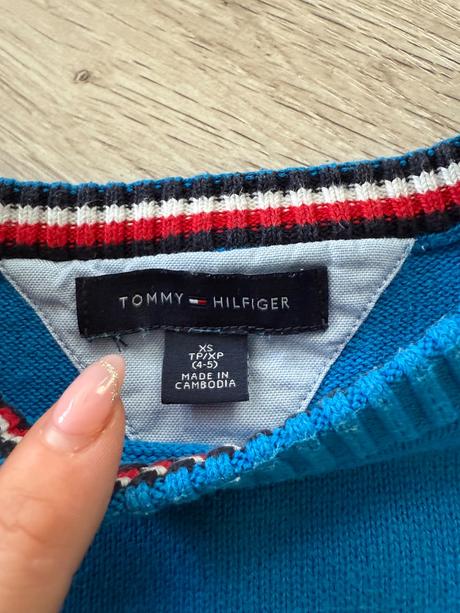 TOMMY HILFIGER
XS
TP/XP
(4-5)
MADE IN
CAMBODIA